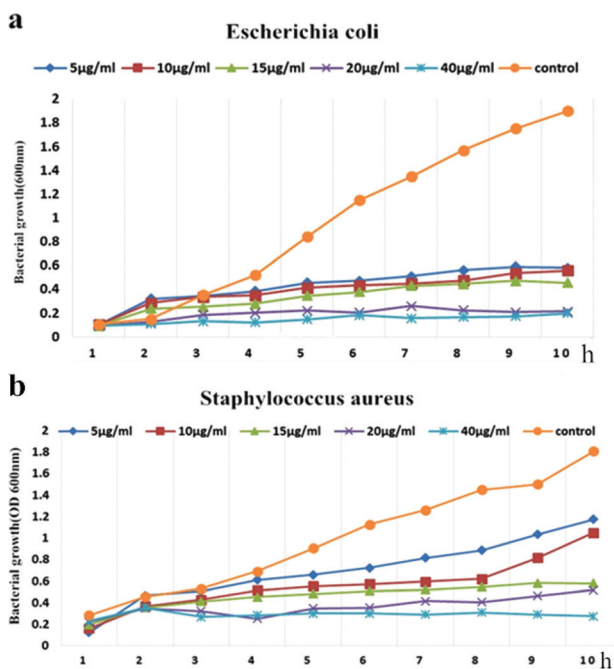 a
Escherichia coli
5µg/ml 10µg/ml 15µg/ml 20µg/ml 40µg/ml control
Bacterial growth(600nm)
2
1.8
1.6
1.4
1.2
1
0.8
0.6
0.4
0.2
0
1 2 3 4 5 6 7 8 9 10 h
b
Staphylococcus aureus
5µg/ml 10µg/ml 15µg/ml 20µg/ml 40µg/ml control
Bacterial growth(OD 600nm)
2
1.8
1.6
1.4
1.2
1
0.8
0.6
0.4
0.2
0
1 2 3 4 5 6 7 8 9 10 h